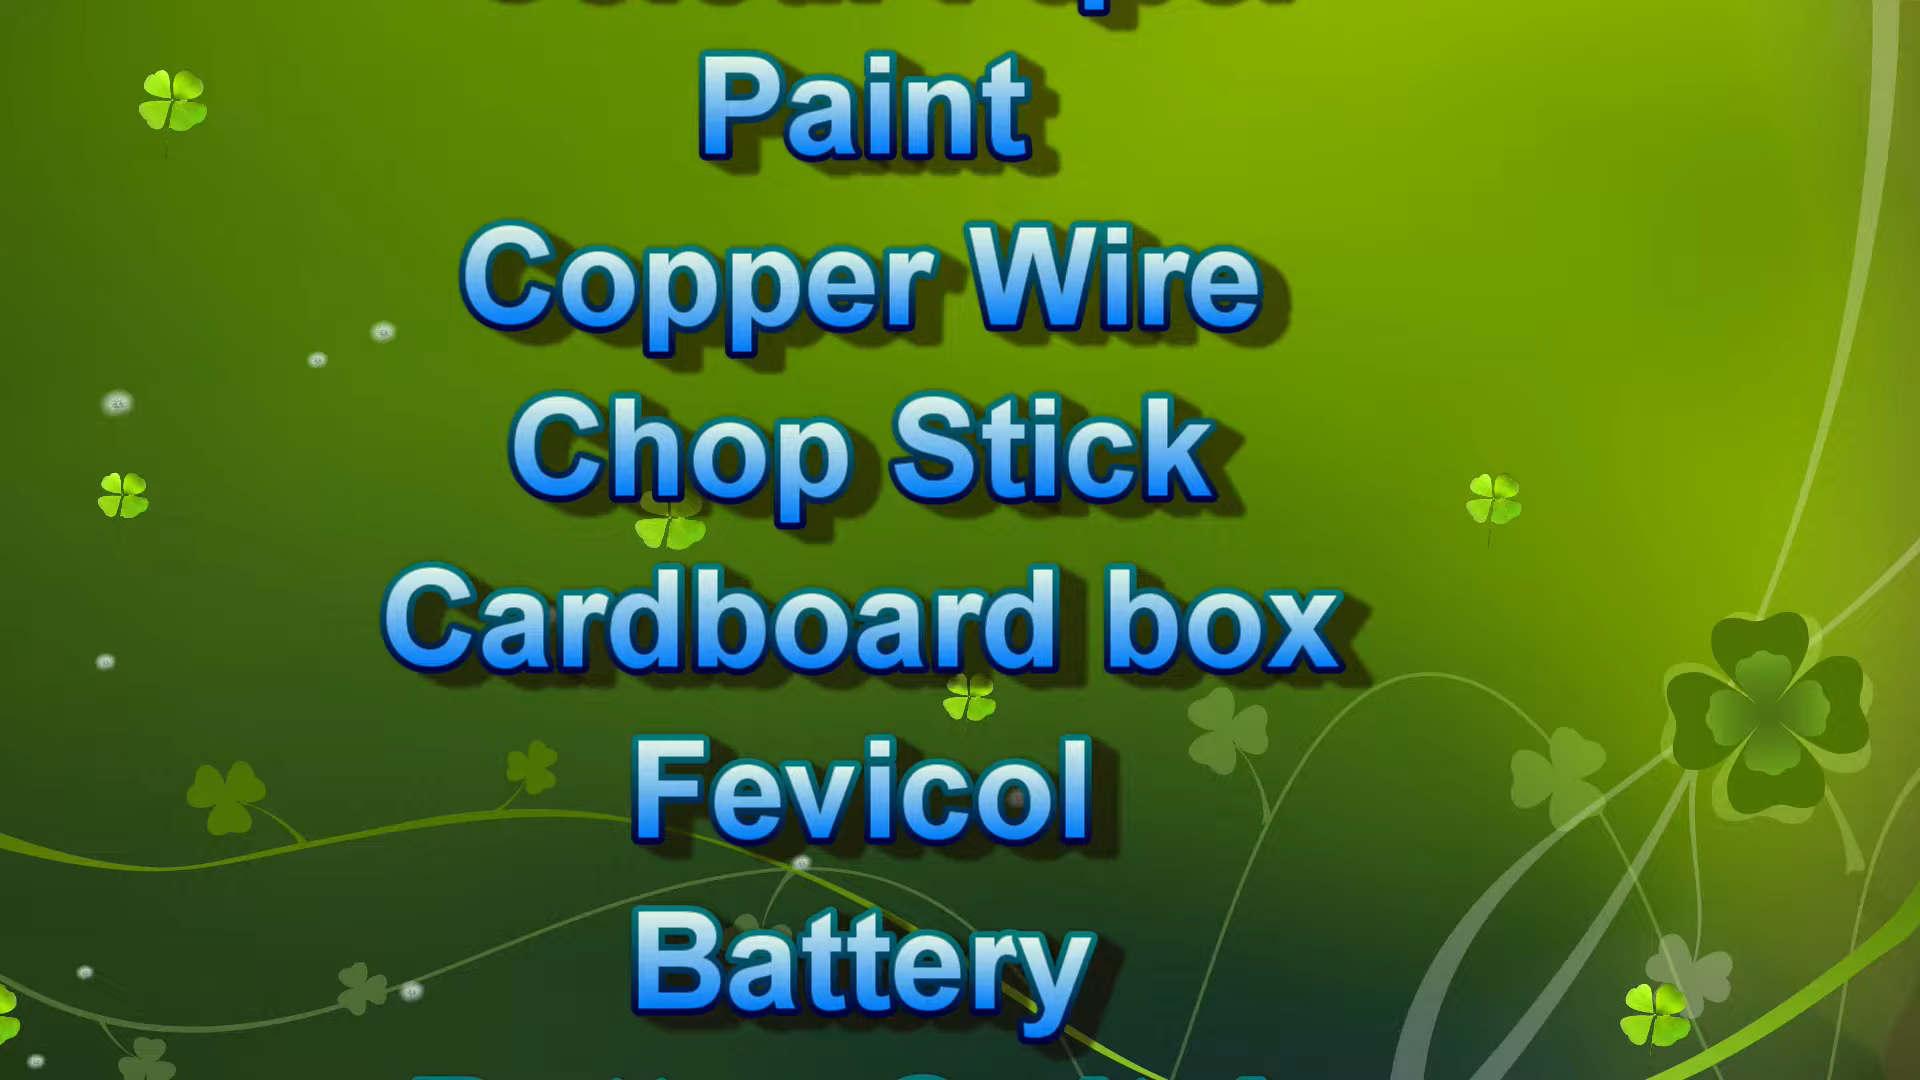 Paint
Copper Wire
Chop Stick
Cardboard box
Fevicol
Battery